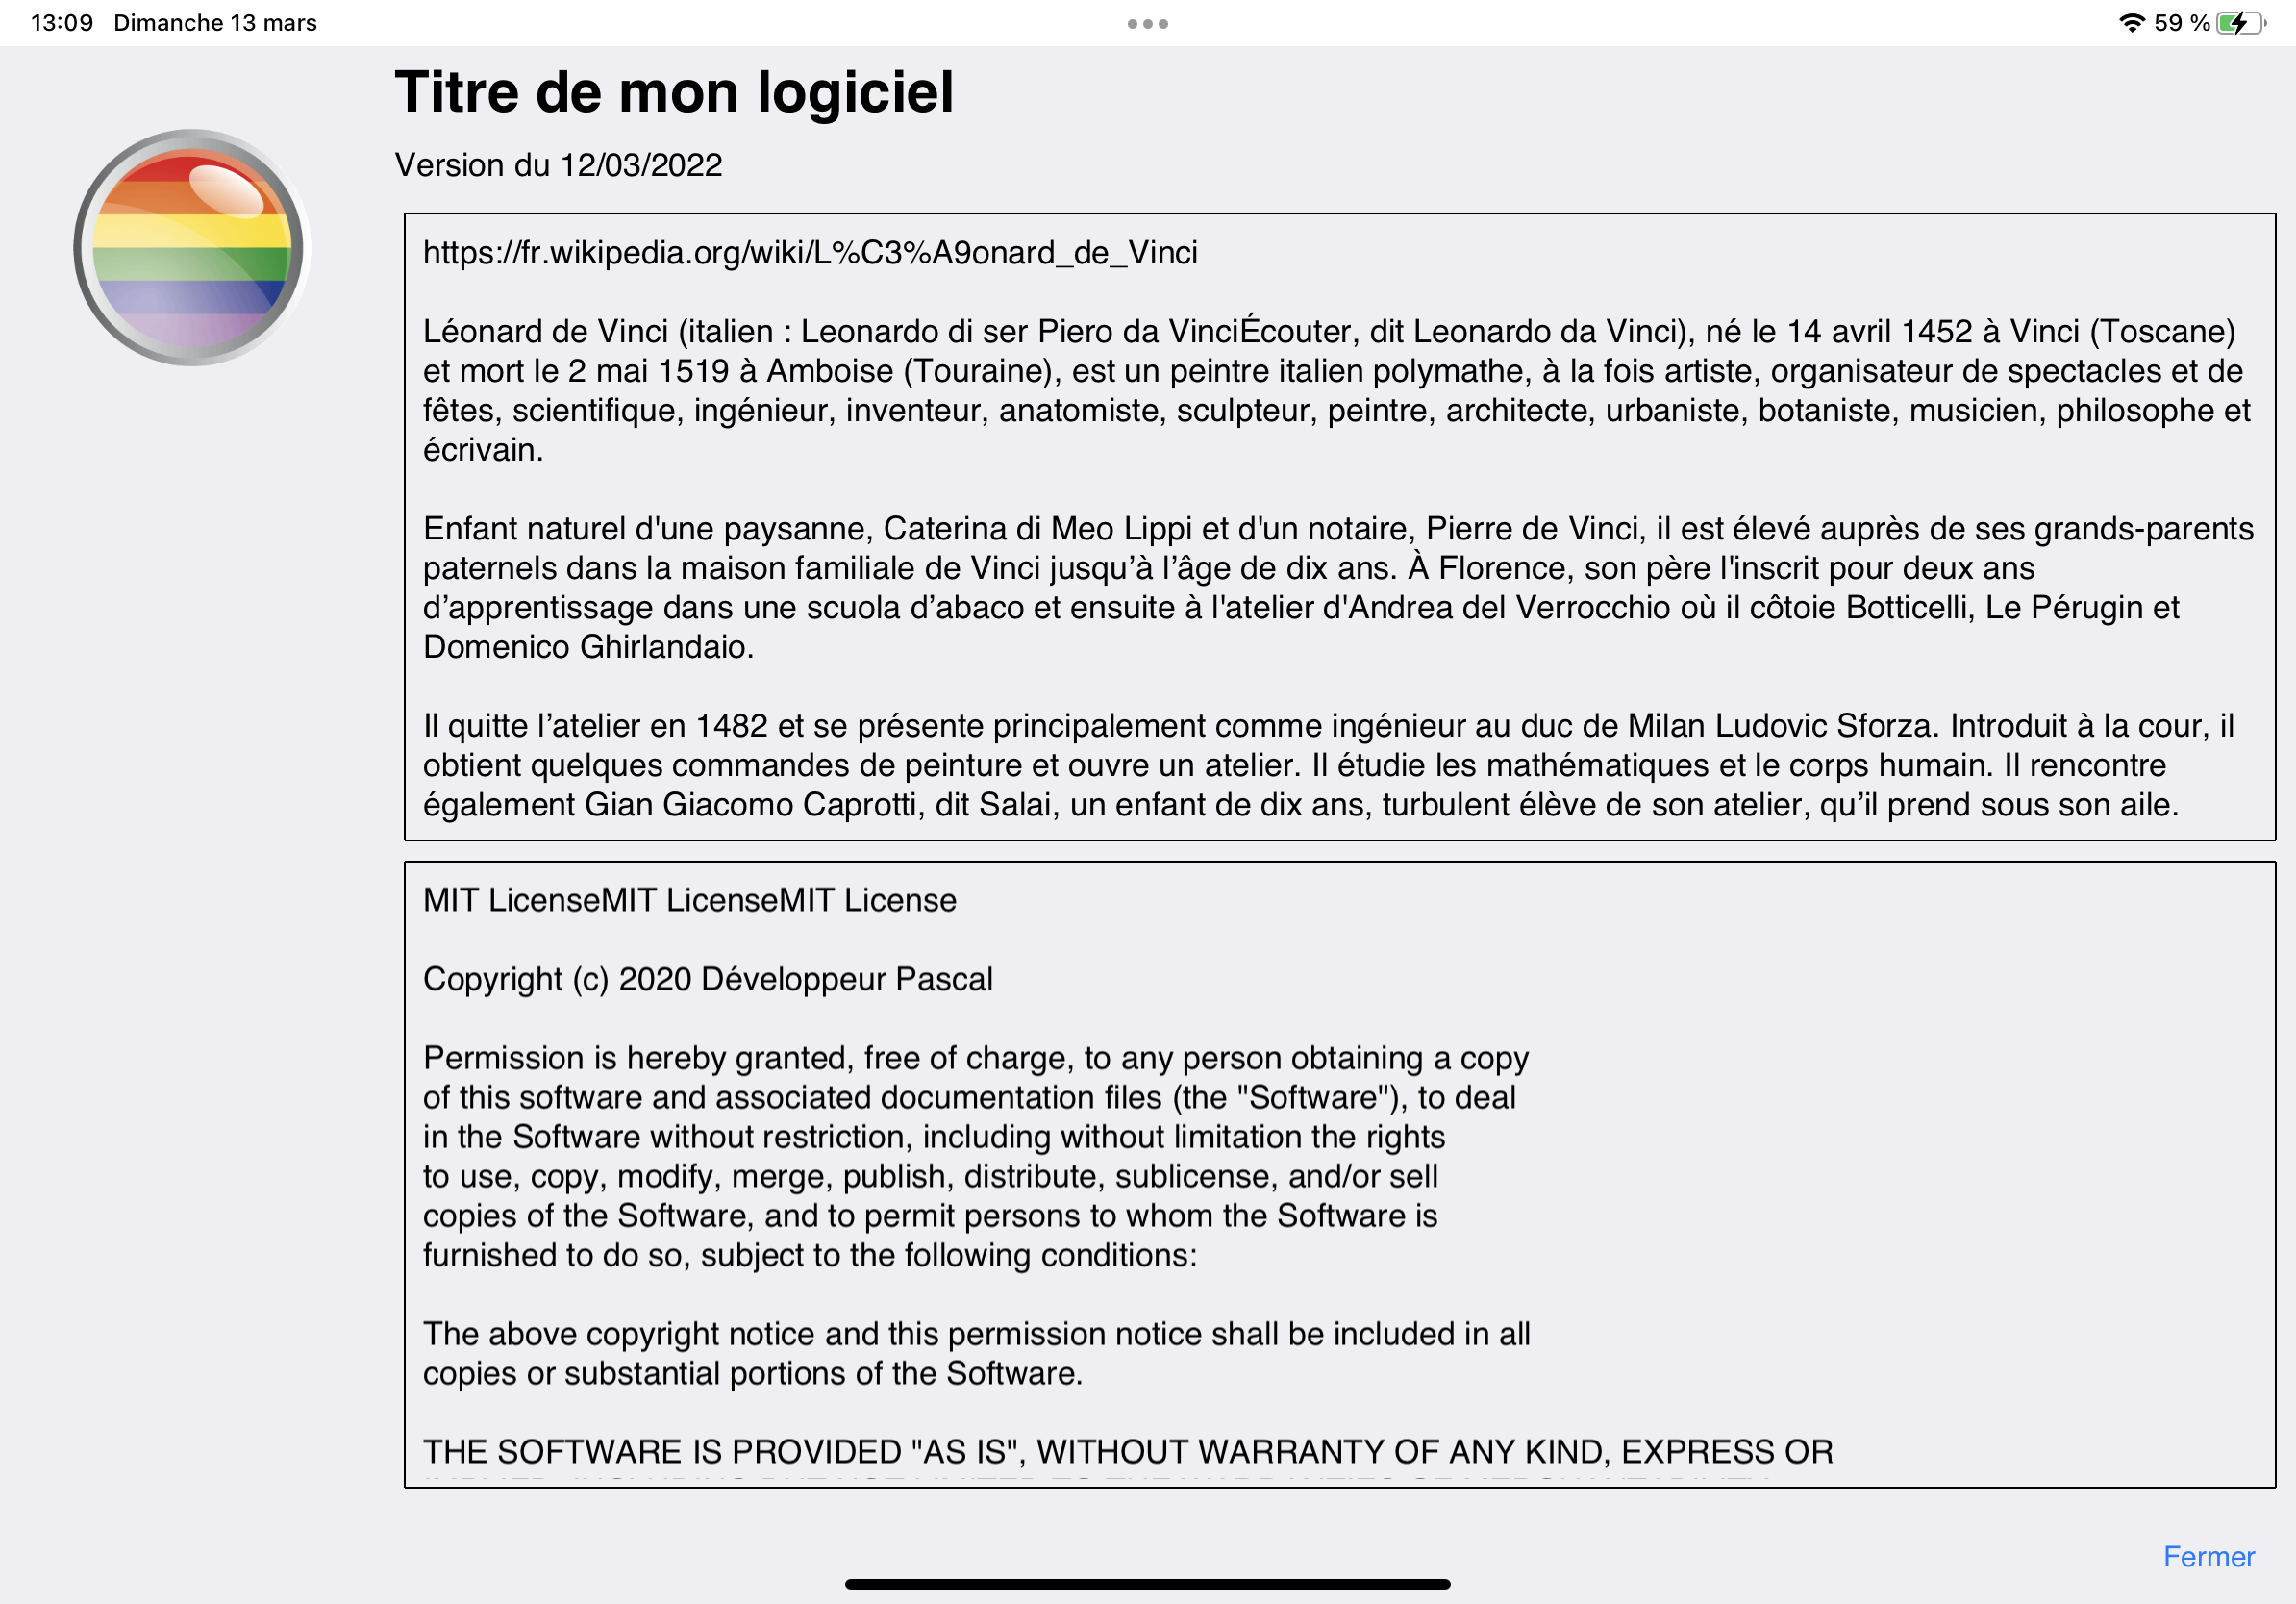 13:09 Dimanche 13 mars
59 %
Titre de mon logiciel
Version du 12/03/2022
https://fr.wikipedia.org/wiki/L%C3%A9onard_de_Vinci
Léonard de Vinci (italien : Leonardo di ser Piero da VinciÉcouter, dit Leonardo da Vinci), né le 14 avril 1452 à Vinci (Toscane)
et mort le 2 mai 1519 à Amboise (Touraine), est un peintre italien polymathe, à la fois artiste, organisateur de spectacles et de
fêtes, scientifique, ingénieur, inventeur, anatomiste, sculpteur, peintre, architecte, urbaniste, botaniste, musicien, philosophe et
écrivain.
Enfant naturel d'une paysanne, Caterina di Meo Lippi et d'un notaire, Pierre de Vinci, il est élevé auprès de ses grands-parents
paternels dans la maison familiale de Vinci jusqu’à l’âge de dix ans. À Florence, son père l'inscrit pour deux ans
d’apprentissage dans une scuola d’abaco et ensuite à l'atelier d'Andrea del Verrocchio où il côtoie Botticelli, Le Pérugin et
Domenico Ghirlandaio.
Il quitte l’atelier en 1482 et se présente principalement comme ingénieur au duc de Milan Ludovic Sforza. Introduit à la cour, il
obtient quelques commandes de peinture et ouvre un atelier. Il étudie les mathématiques et le corps humain. Il rencontre
également Gian Giacomo Caprotti, dit Salai, un enfant de dix ans, turbulent élève de son atelier, qu’il prend sous son aile.
MIT LicenseMIT LicenseMIT License
Copyright (c) 2020 Développeur Pascal
Permission is hereby granted, free of charge, to any person obtaining a copy
of this software and associated documentation files (the "Software"), to deal
in the Software without restriction, including without limitation the rights
to use, copy, modify, merge, publish, distribute, sublicense, and/or sell
copies of the Software, and to permit persons to whom the Software is
furnished to do so, subject to the following conditions:
The above copyright notice and this permission notice shall be included in all
copies or substantial portions of the Software.
THE SOFTWARE IS PROVIDED "AS IS", WITHOUT WARRANTY OF ANY KIND, EXPRESS OR
Fermer